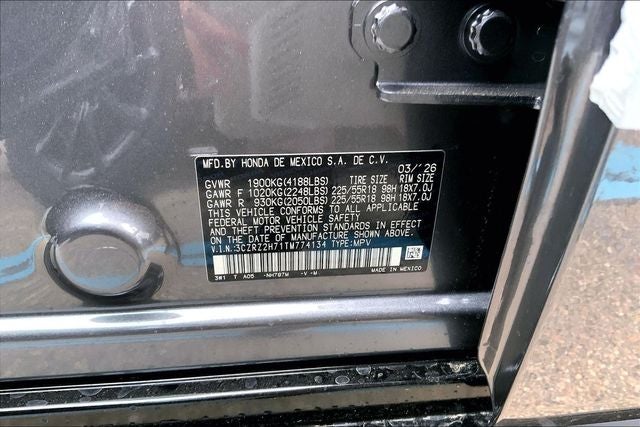 MFD.BY HONDA DE MEXICO S.A. DE C.V.
03/'26
GVWR 1900KG(4188LBS) TIRE SIZE RIM SIZE
GAWR F 1020KG(2248LBS) 225/55R18 98H 18X7.0J
GAWR R 930KG(2050LBS) 225/55R18 98H 18X7.0J
THIS VEHICLE CONFORMS TO ALL APPLICABLE
FEDERAL MOTOR VEHICLE SAFETY
AND THEFT PREVENTION STANDARDS IN EFFECT
ON THE DATE OF MANUFACTURE SHOWN ABOVE.
V.I.N.:3CZRZ2H71TM774134 TYPE:MPV
3W1 T A05 -NH797M -V -M MADE IN MEXICO